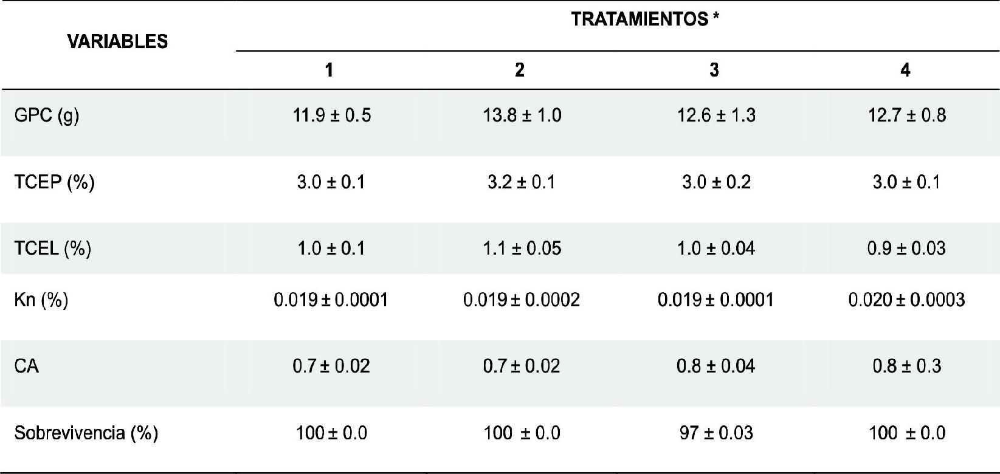 TRATAMIENTOS *
VARIABLES
1 2 3 4
GPC (g) 11.9 ± 0.5 13.8 ± 1.0 12.6 ± 1.3 12.7 ± 0.8
TCEP (%) 3.0 ± 0.1 3.2 ± 0.1 3.0 ± 0.2 3.0 ± 0.1
TCEL (%) 1.0 ± 0.1 1.1 ± 0.05 1.0 ± 0.04 0.9 ± 0.03
Kn (%) 0.019 ± 0.0001 0.019 ± 0.0002 0.019 ± 0.0001 0.020 ± 0.0003
CA 0.7 ± 0.02 0.7 ± 0.02 0.8 ± 0.04 0.8 ± 0.3
Sobrevivencia (%) 100 ± 0.0 100 ± 0.0 97 ± 0.03 100 ± 0.0